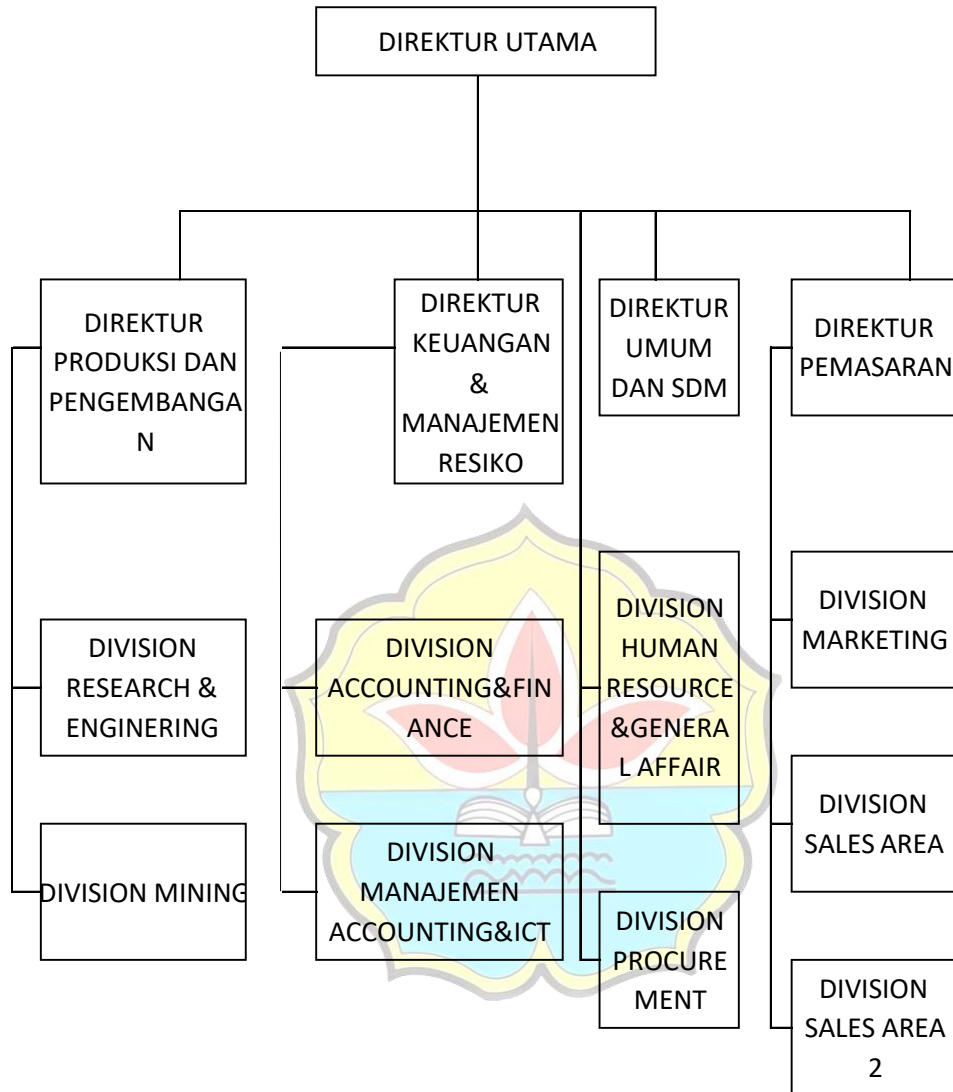 DIREKTUR UTAMA
DIREKTUR
PRODUKSI DAN
PENGEMBANGA
N
DIREKTUR
KEUANGAN
&
MANAJEMEN
RESIKO
DIREKTUR
UMUM
DAN SDM
DIREKTUR
PEMASARAN
DIVISION
RESEARCH &
ENGINERING
DIVISION
ACCOUNTING&FIN
ANCE
DIVISION
HUMAN
RESOURCE
&GENERA
L AFFAIR
DIVISION
MARKETING
DIVISION MINING
DIVISION
MANAJEMEN
ACCOUNTING&ICT
DIVISION
PROCURE
MENT
DIVISION
SALES AREA
DIVISION
SALES AREA
2